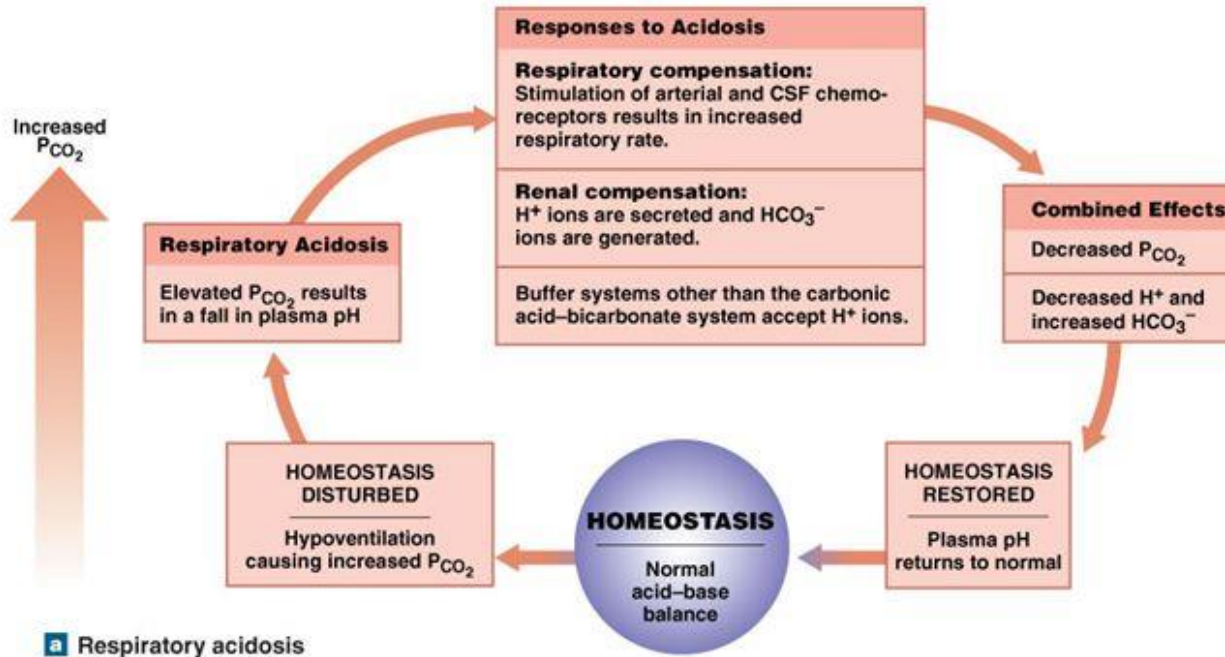 Increased
PCO2
Responses to Acidosis
Respiratory compensation:
Stimulation of arterial and CSF chemo-
receptors results in increased
respiratory rate.
Renal compensation:
H+ ions are secreted and HCO3−
ions are generated.
Buffer systems other than the carbonic
acid–bicarbonate system accept H+ ions.
Respiratory Acidosis
Elevated PCO2 results
in a fall in plasma pH
Combined Effects
Decreased PCO2
Decreased H+ and
increased HCO3−
HOMEOSTASIS
DISTURBED
Hypoventilation
causing increased PCO2
HOMEOSTASIS
Normal
acid–base
balance
HOMEOSTASIS
RESTORED
Plasma pH
returns to normal
a Respiratory acidosis